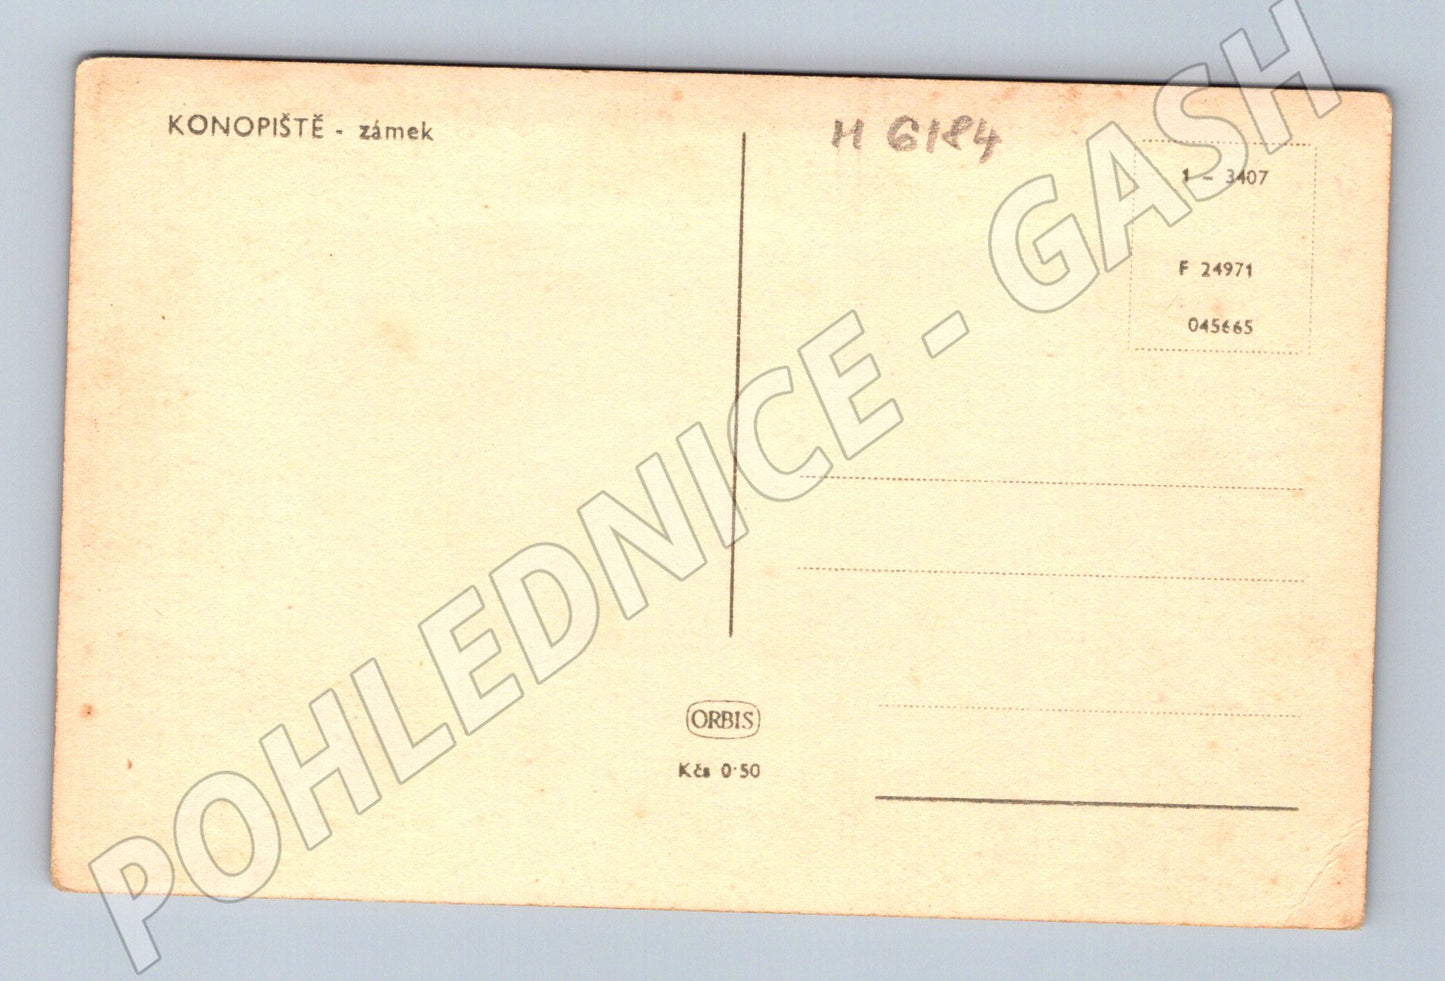 KONOPIŠTĚ - zámek
H 6184
1 - 3407
F 24971
045665
ORBIS
Kčs 0·50
POHLEDNICE - GASH